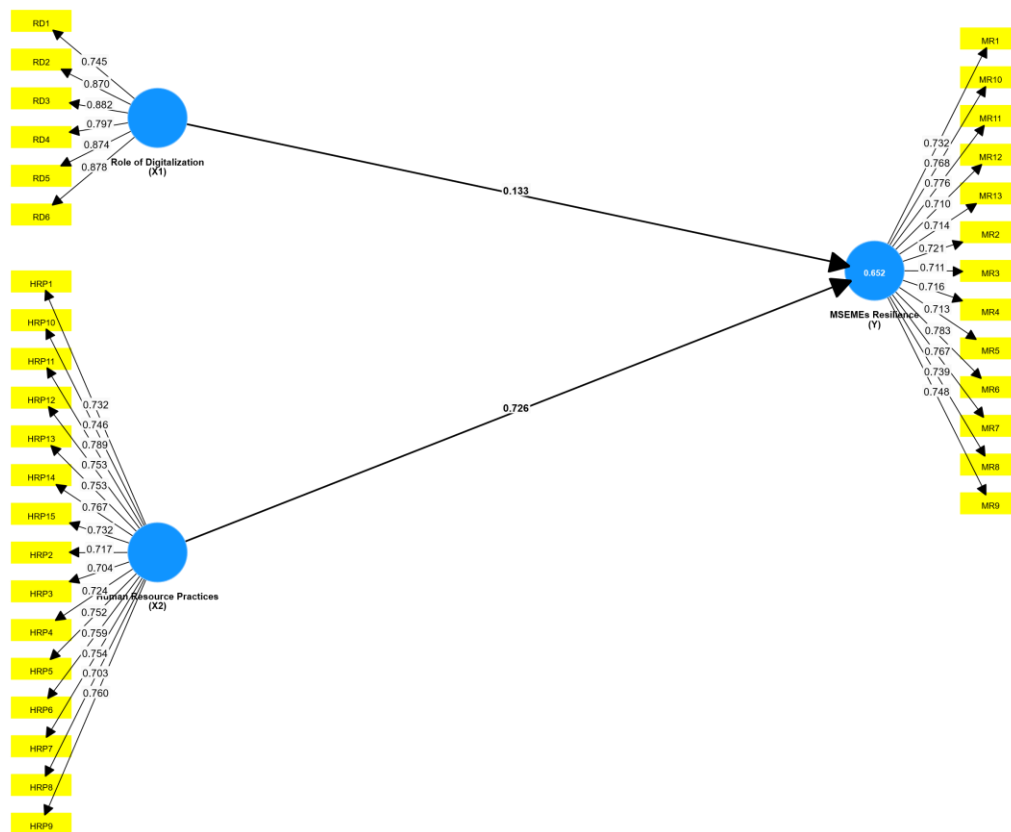 RD1
RD2
RD3
RD4
RD5
RD6
0.745
0.870
0.882
0.797
0.874
0.878
Role of Digitalization
(X1)
0.133
HRP1
HRP10
HRP11
HRP12
HRP13
HRP14
HRP15
HRP2
HRP3
HRP4
HRP5
HRP6
HRP7
HRP8
HRP9
0.732
0.746
0.789
0.753
0.753
0.767
0.732
0.717
0.704
0.724
0.752
0.759
0.754
0.703
0.760
Human Resource Practices
(X2)
0.726
0.652
MSEMEs Resilience
(Y)
0.732
0.768
0.776
0.710
0.714
0.721
0.711
0.716
0.713
0.783
0.767
0.739
0.748
MR1
MR10
MR11
MR12
MR13
MR2
MR3
MR4
MR5
MR6
MR7
MR8
MR9